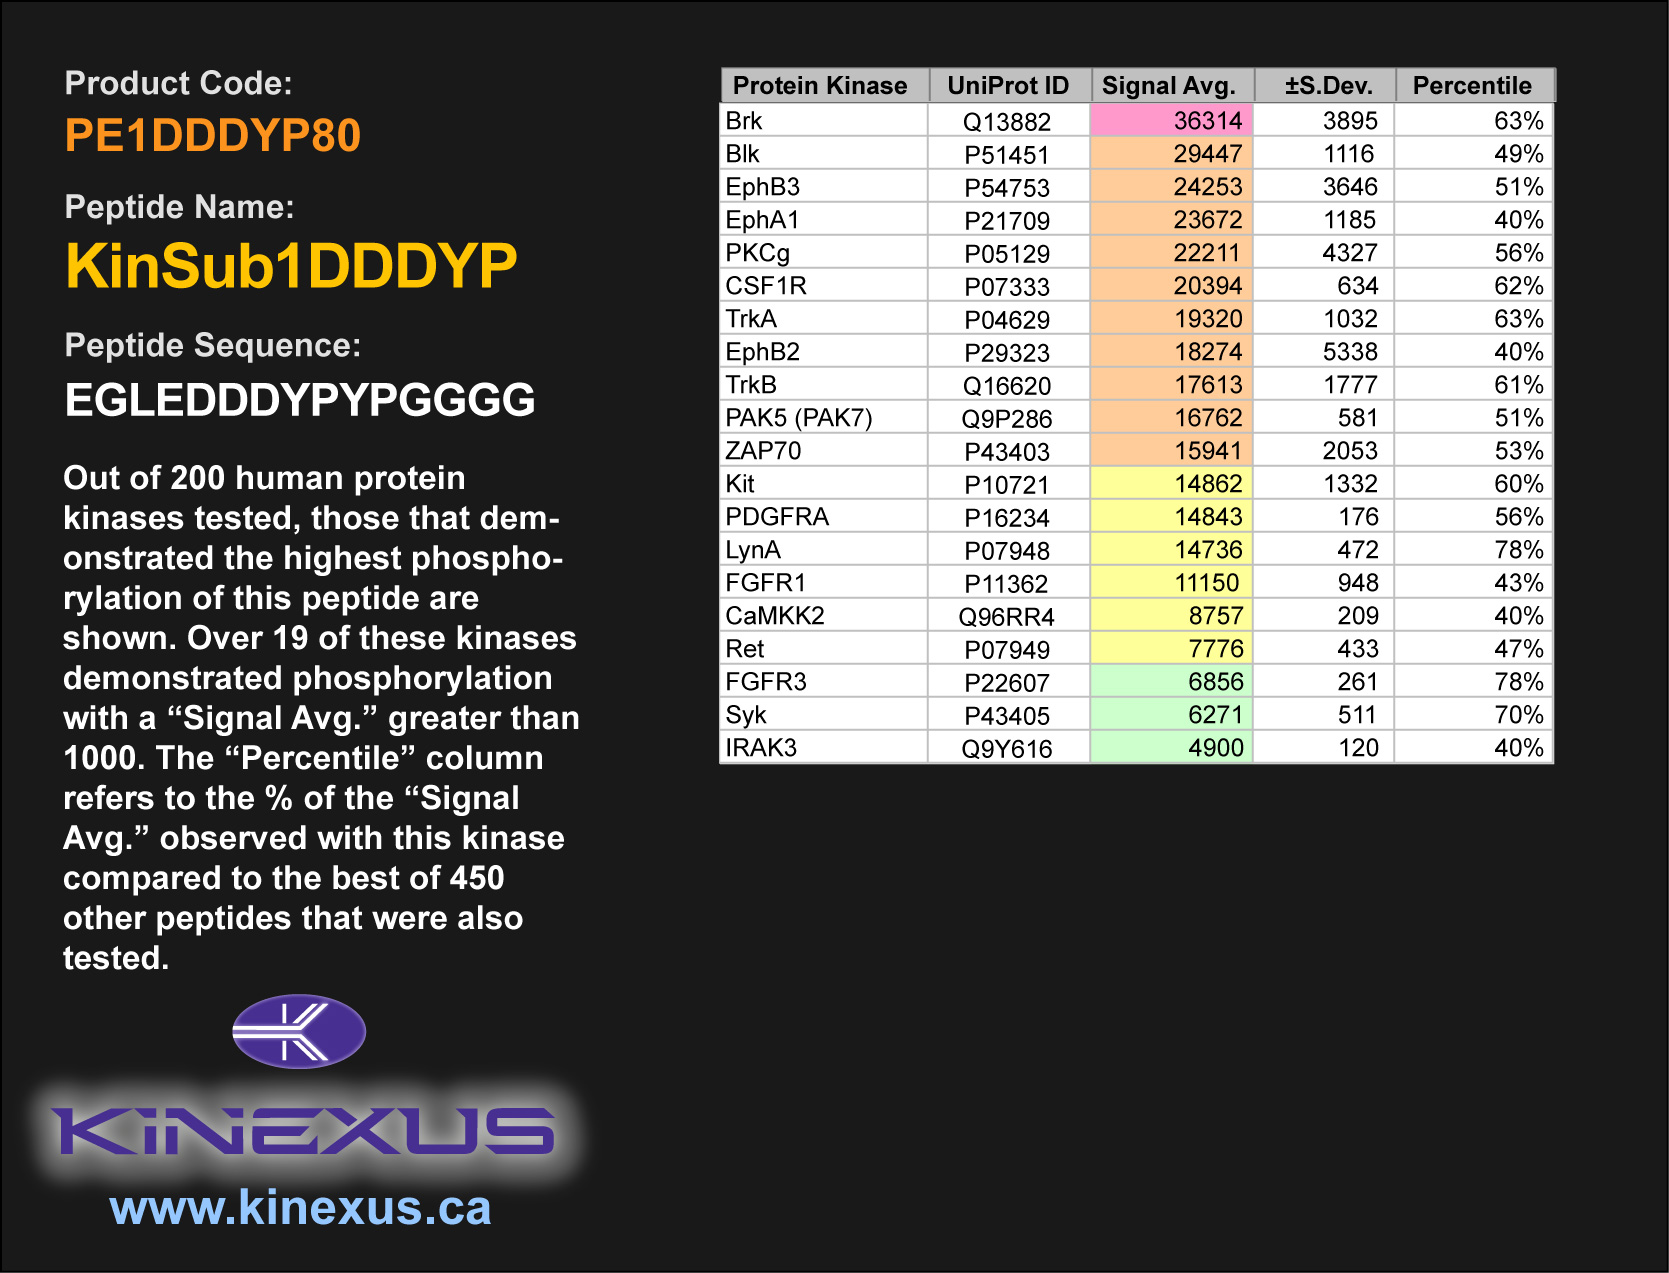 Product Code:
PE1DDDYP80
Peptide Name:
KinSub1DDDYP
Peptide Sequence:
EGLEDDDYPYPGGGG
Out of 200 human protein
kinases tested, those that dem-
onstrated the highest phospho-
rylation of this peptide are
shown. Over 19 of these kinases
demonstrated phosphorylation
with a “Signal Avg.” greater than
1000. The “Percentile” column
refers to the % of the “Signal
Avg.” observed with this kinase
compared to the best of 450
other peptides that were also
tested.
KINEXUS
www.kinexus.ca
Protein Kinase UniProt ID Signal Avg. ±S.Dev. Percentile
Brk Q13882 36314 3895 63%
Blk P51451 29447 1116 49%
EphB3 P54753 24253 3646 51%
EphA1 P21709 23672 1185 40%
PKCg P05129 22211 4327 56%
CSF1R P07333 20394 634 62%
TrkA P04629 19320 1032 63%
EphB2 P29323 18274 5338 40%
TrkB Q16620 17613 1777 61%
PAK5 (PAK7) Q9P286 16762 581 51%
ZAP70 P43403 15941 2053 53%
Kit P10721 14862 1332 60%
PDGFRA P16234 14843 176 56%
LynA P07948 14736 472 78%
FGFR1 P11362 11150 948 43%
CaMKK2 Q96RR4 8757 209 40%
Ret P07949 7776 433 47%
FGFR3 P22607 6856 261 78%
Syk P43405 6271 511 70%
IRAK3 Q9Y616 4900 120 40%